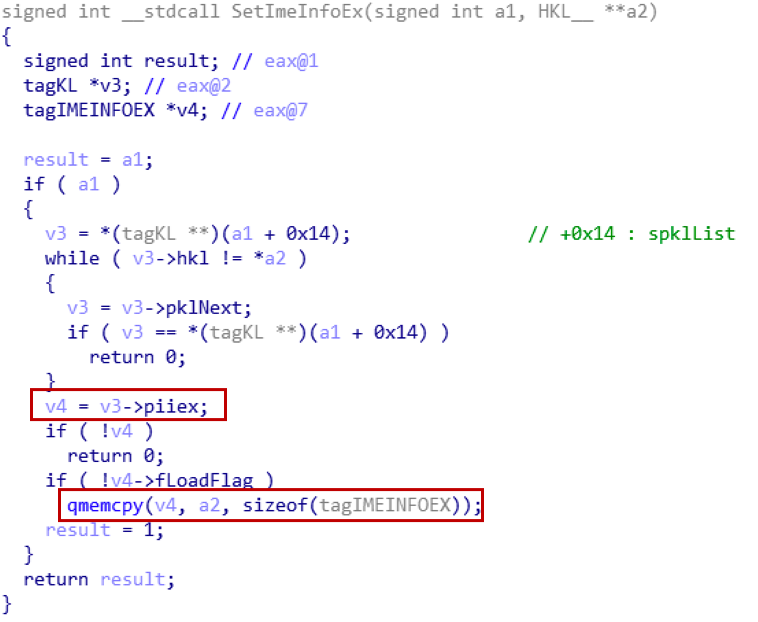 signed int __stdcall SetImeInfoEx(signed int a1, HKL__ **a2)
{
  signed int result; // eax@1
  tagKL *v3; // eax@2
  tagIMEINFOEX *v4; // eax@7

  result = a1;
  if ( a1 )
  {
    v3 = *(tagKL **)(a1 + 0x14);                // +0x14 : spklList
    while ( v3->hkl != *a2 )
    {
      v3 = v3->pklNext;
      if ( v3 == *(tagKL **)(a1 + 0x14) )
        return 0;
    }
    v4 = v3->piiex;
    if ( !v4 )
      return 0;
    if ( !v4->fLoadFlag )
      qmemcpy(v4, a2, sizeof(tagIMEINFOEX));
    result = 1;
  }
  return result;
}